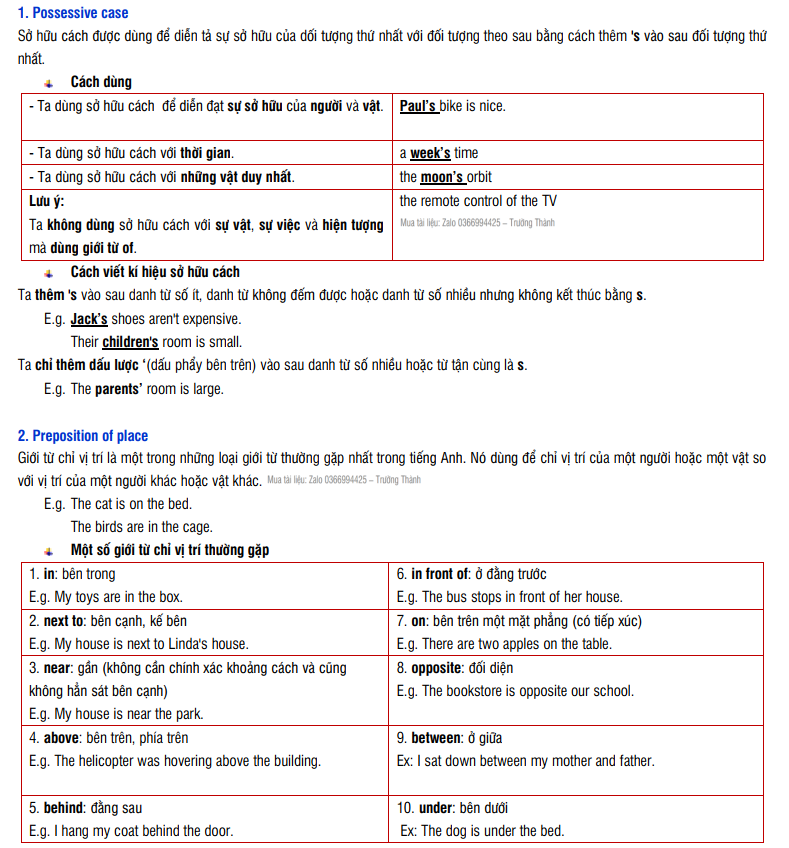 1. Possessive case
Sở hữu cách được dùng để diễn tả sự sở hữu của dối tượng thứ nhất với đối tượng theo sau bằng cách thêm 's vào sau đối tượng thứ
nhất.
Cách dùng
- Ta dùng sở hữu cách để diễn đạt sự sở hữu của người và vật.
Paul's bike is nice.
- Ta dùng sở hữu cách với thời gian.
a week's time
- Ta dùng sở hữu cách với những vật duy nhất.
the moon's orbit
Lưu ý:
Ta không dùng sở hữu cách với sự vật, sự việc và hiện tượng
mà dùng giới từ of.
the remote control of the TV
Mua tài liệu: Zalo 0366994425 – Trường Thành
Cách viết kí hiệu sở hữu cách
Ta thêm 's vào sau danh từ số ít, danh từ không đếm được hoặc danh từ số nhiều nhưng không kết thúc bằng s.
E.g. Jack's shoes aren't expensive.
Their children's room is small.
Ta chỉ thêm dấu lược ‘(dấu phẩy bên trên) vào sau danh từ số nhiều hoặc từ tận cùng là s.
E.g. The parents’ room is large.
2. Preposition of place
Giới từ chỉ vị trí là một trong những loại giới từ thường gặp nhất trong tiếng Anh. Nó dùng để chỉ vị trí của một người hoặc một vật so
với vị trí của một người khác hoặc vật khác. Mua tài liệu: Zalo 0366994425 – Trường Thành
E.g. The cat is on the bed.
The birds are in the cage.
Một số giới từ chỉ vị trí thường gặp
1. in: bên trong
E.g. My toys are in the box.
6. in front of: ở đằng trước
E.g. The bus stops in front of her house.
2. next to: bên cạnh, kế bên
E.g. My house is next to Linda's house.
7. on: bên trên một mặt phẳng (có tiếp xúc)
E.g. There are two apples on the table.
3. near: gần (không cần chính xác khoảng cách và cũng
không hẳn sát bên cạnh)
E.g. My house is near the park.
8. opposite: đối diện
E.g. The bookstore is opposite our school.
4. above: bên trên, phía trên
E.g. The helicopter was hovering above the building.
9. between: ở giữa
Ex: I sat down between my mother and father.
5. behind: đằng sau
E.g. I hang my coat behind the door.
10. under: bên dưới
Ex: The dog is under the bed.